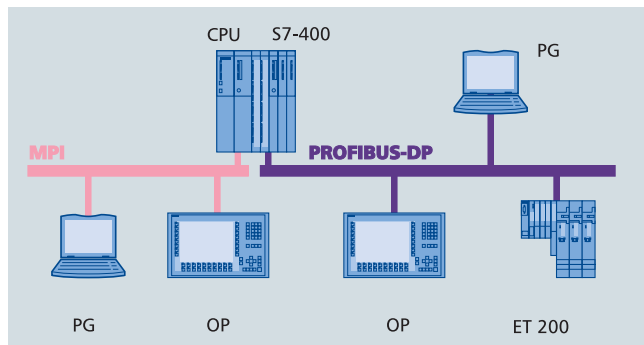 CPU S7-400
PG
MPI
PROFIBUS-DP
PG
OP
OP
ET 200